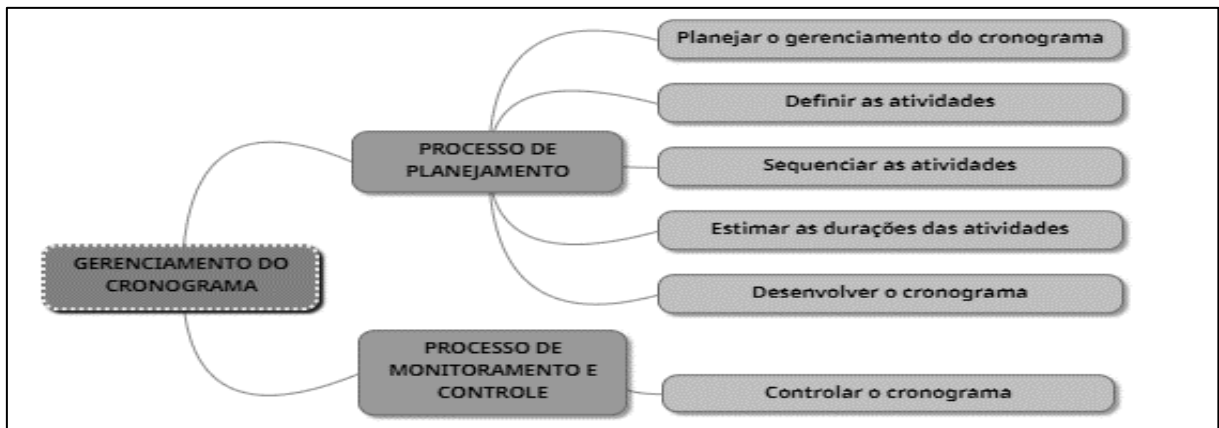 GERENCIAMENTO DO
CRONOGRAMA
PROCESSO DE
PLANEJAMENTO
Planejar o gerenciamento do cronograma
Definir as atividades
Sequenciar as atividades
Estimar as durações das atividades
Desenvolver o cronograma
PROCESSO DE
MONITORAMENTO E
CONTROLE
Controlar o cronograma